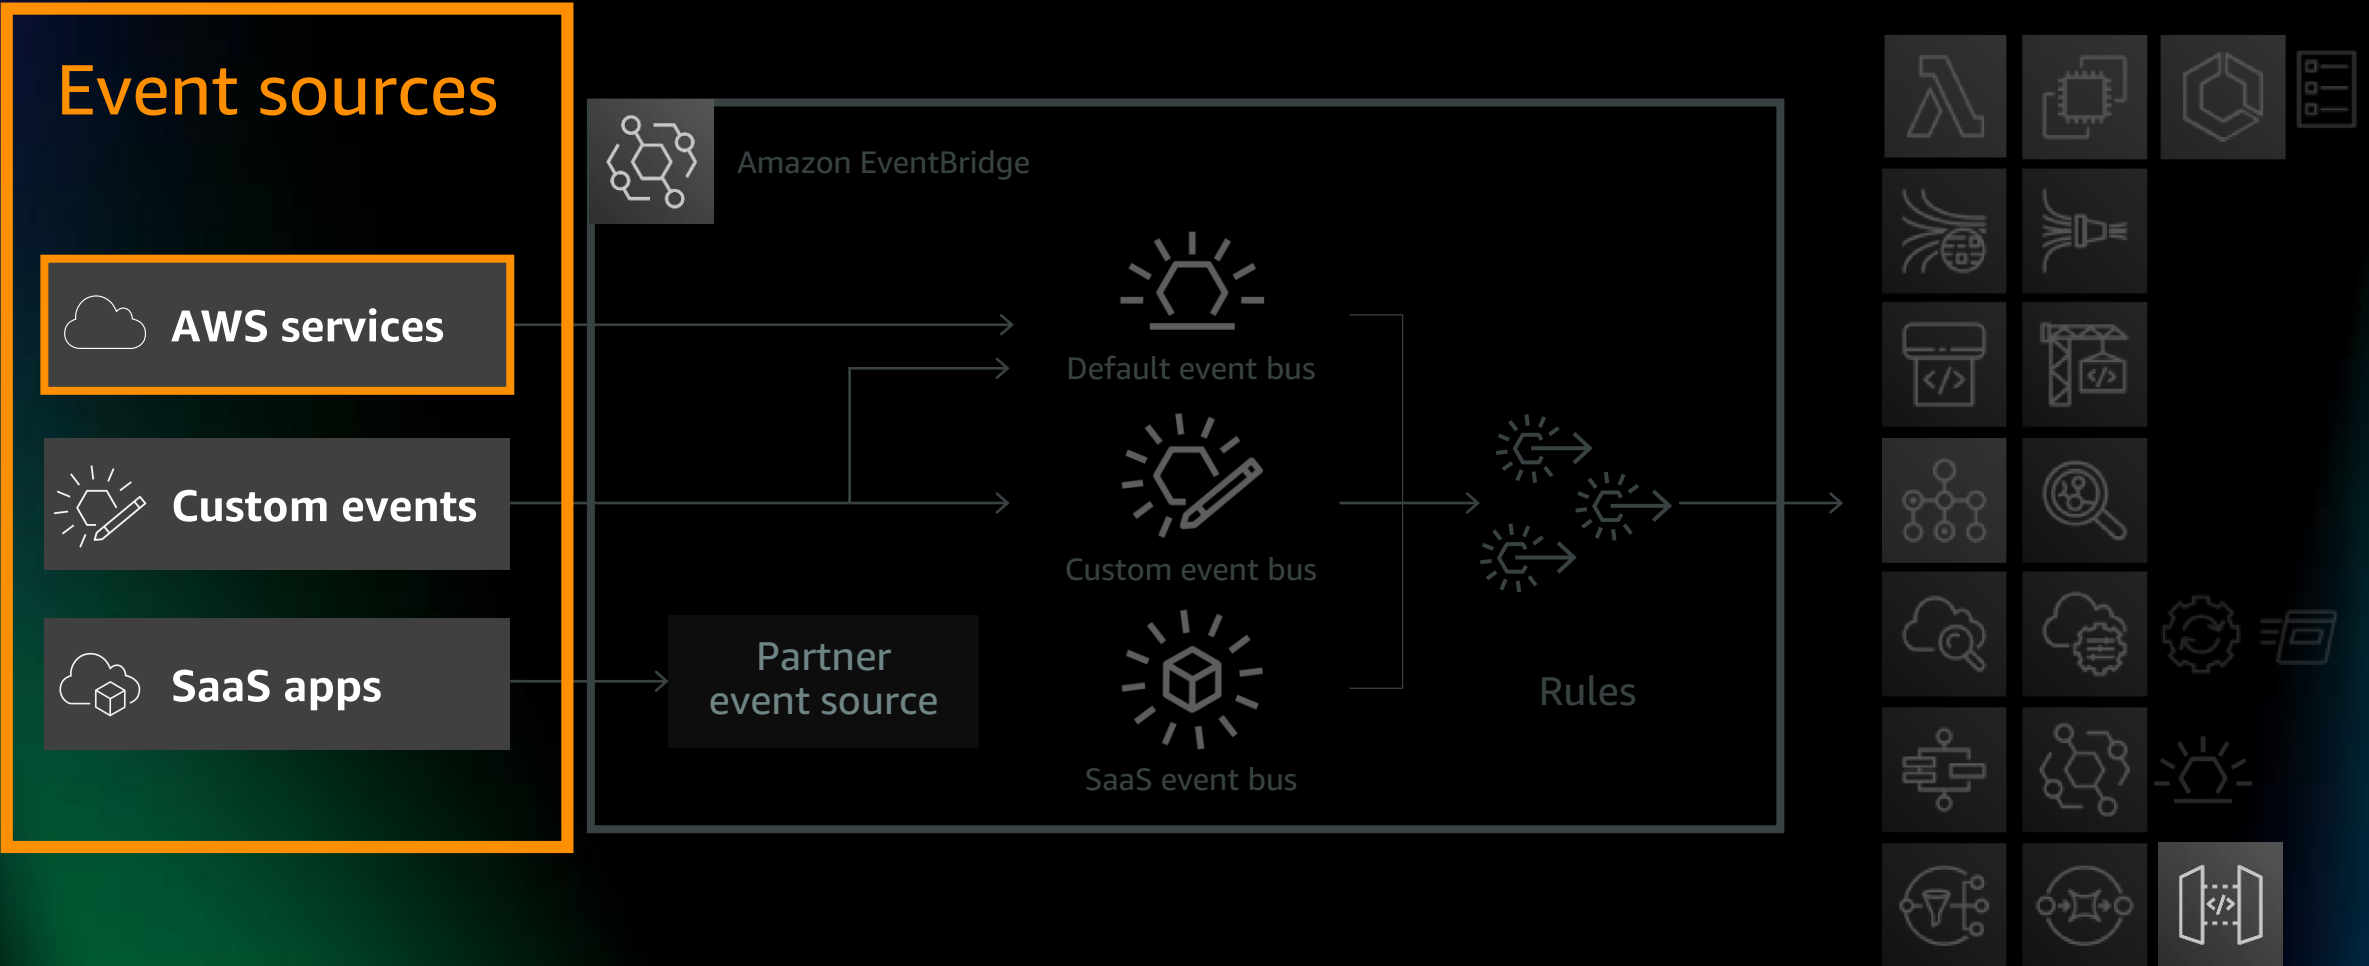 Event sources
AWS services
Custom events
SaaS apps
Amazon EventBridge
Default event bus
Custom event bus
Partner
event source
SaaS event bus
Rules